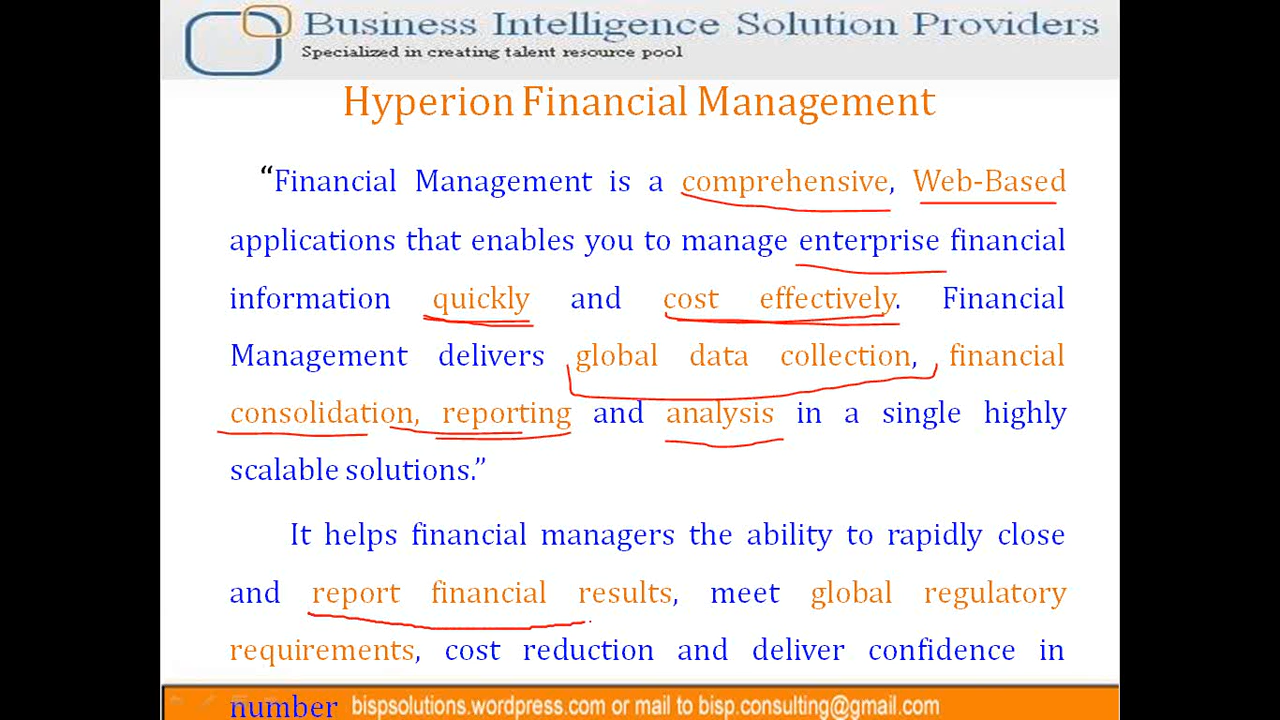 Business Intelligence Solution Providers
Specialized in creating talent resource pool
Hyperion Financial Management
“Financial Management is a comprehensive, Web-Based
applications that enables you to manage enterprise financial
information quickly and cost effectively. Financial
Management delivers global data collection, financial
consolidation, reporting and analysis in a single highly
scalable solutions.”
It helps financial managers the ability to rapidly close
and report financial results, meet global regulatory
requirements, cost reduction and deliver confidence in
number
bispsolutions.wordpress.com or mail to bisp.consulting@gmail.com